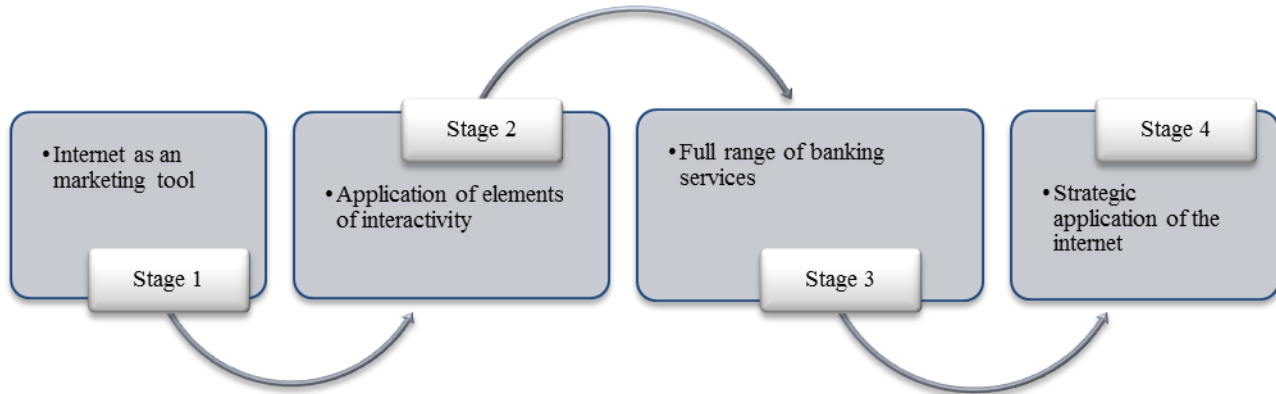 • Internet as an
marketing tool
Stage 1
Stage 2
• Application of elements
of interactivity
• Full range of banking
services
Stage 3
Stage 4
• Strategic
application of the
internet